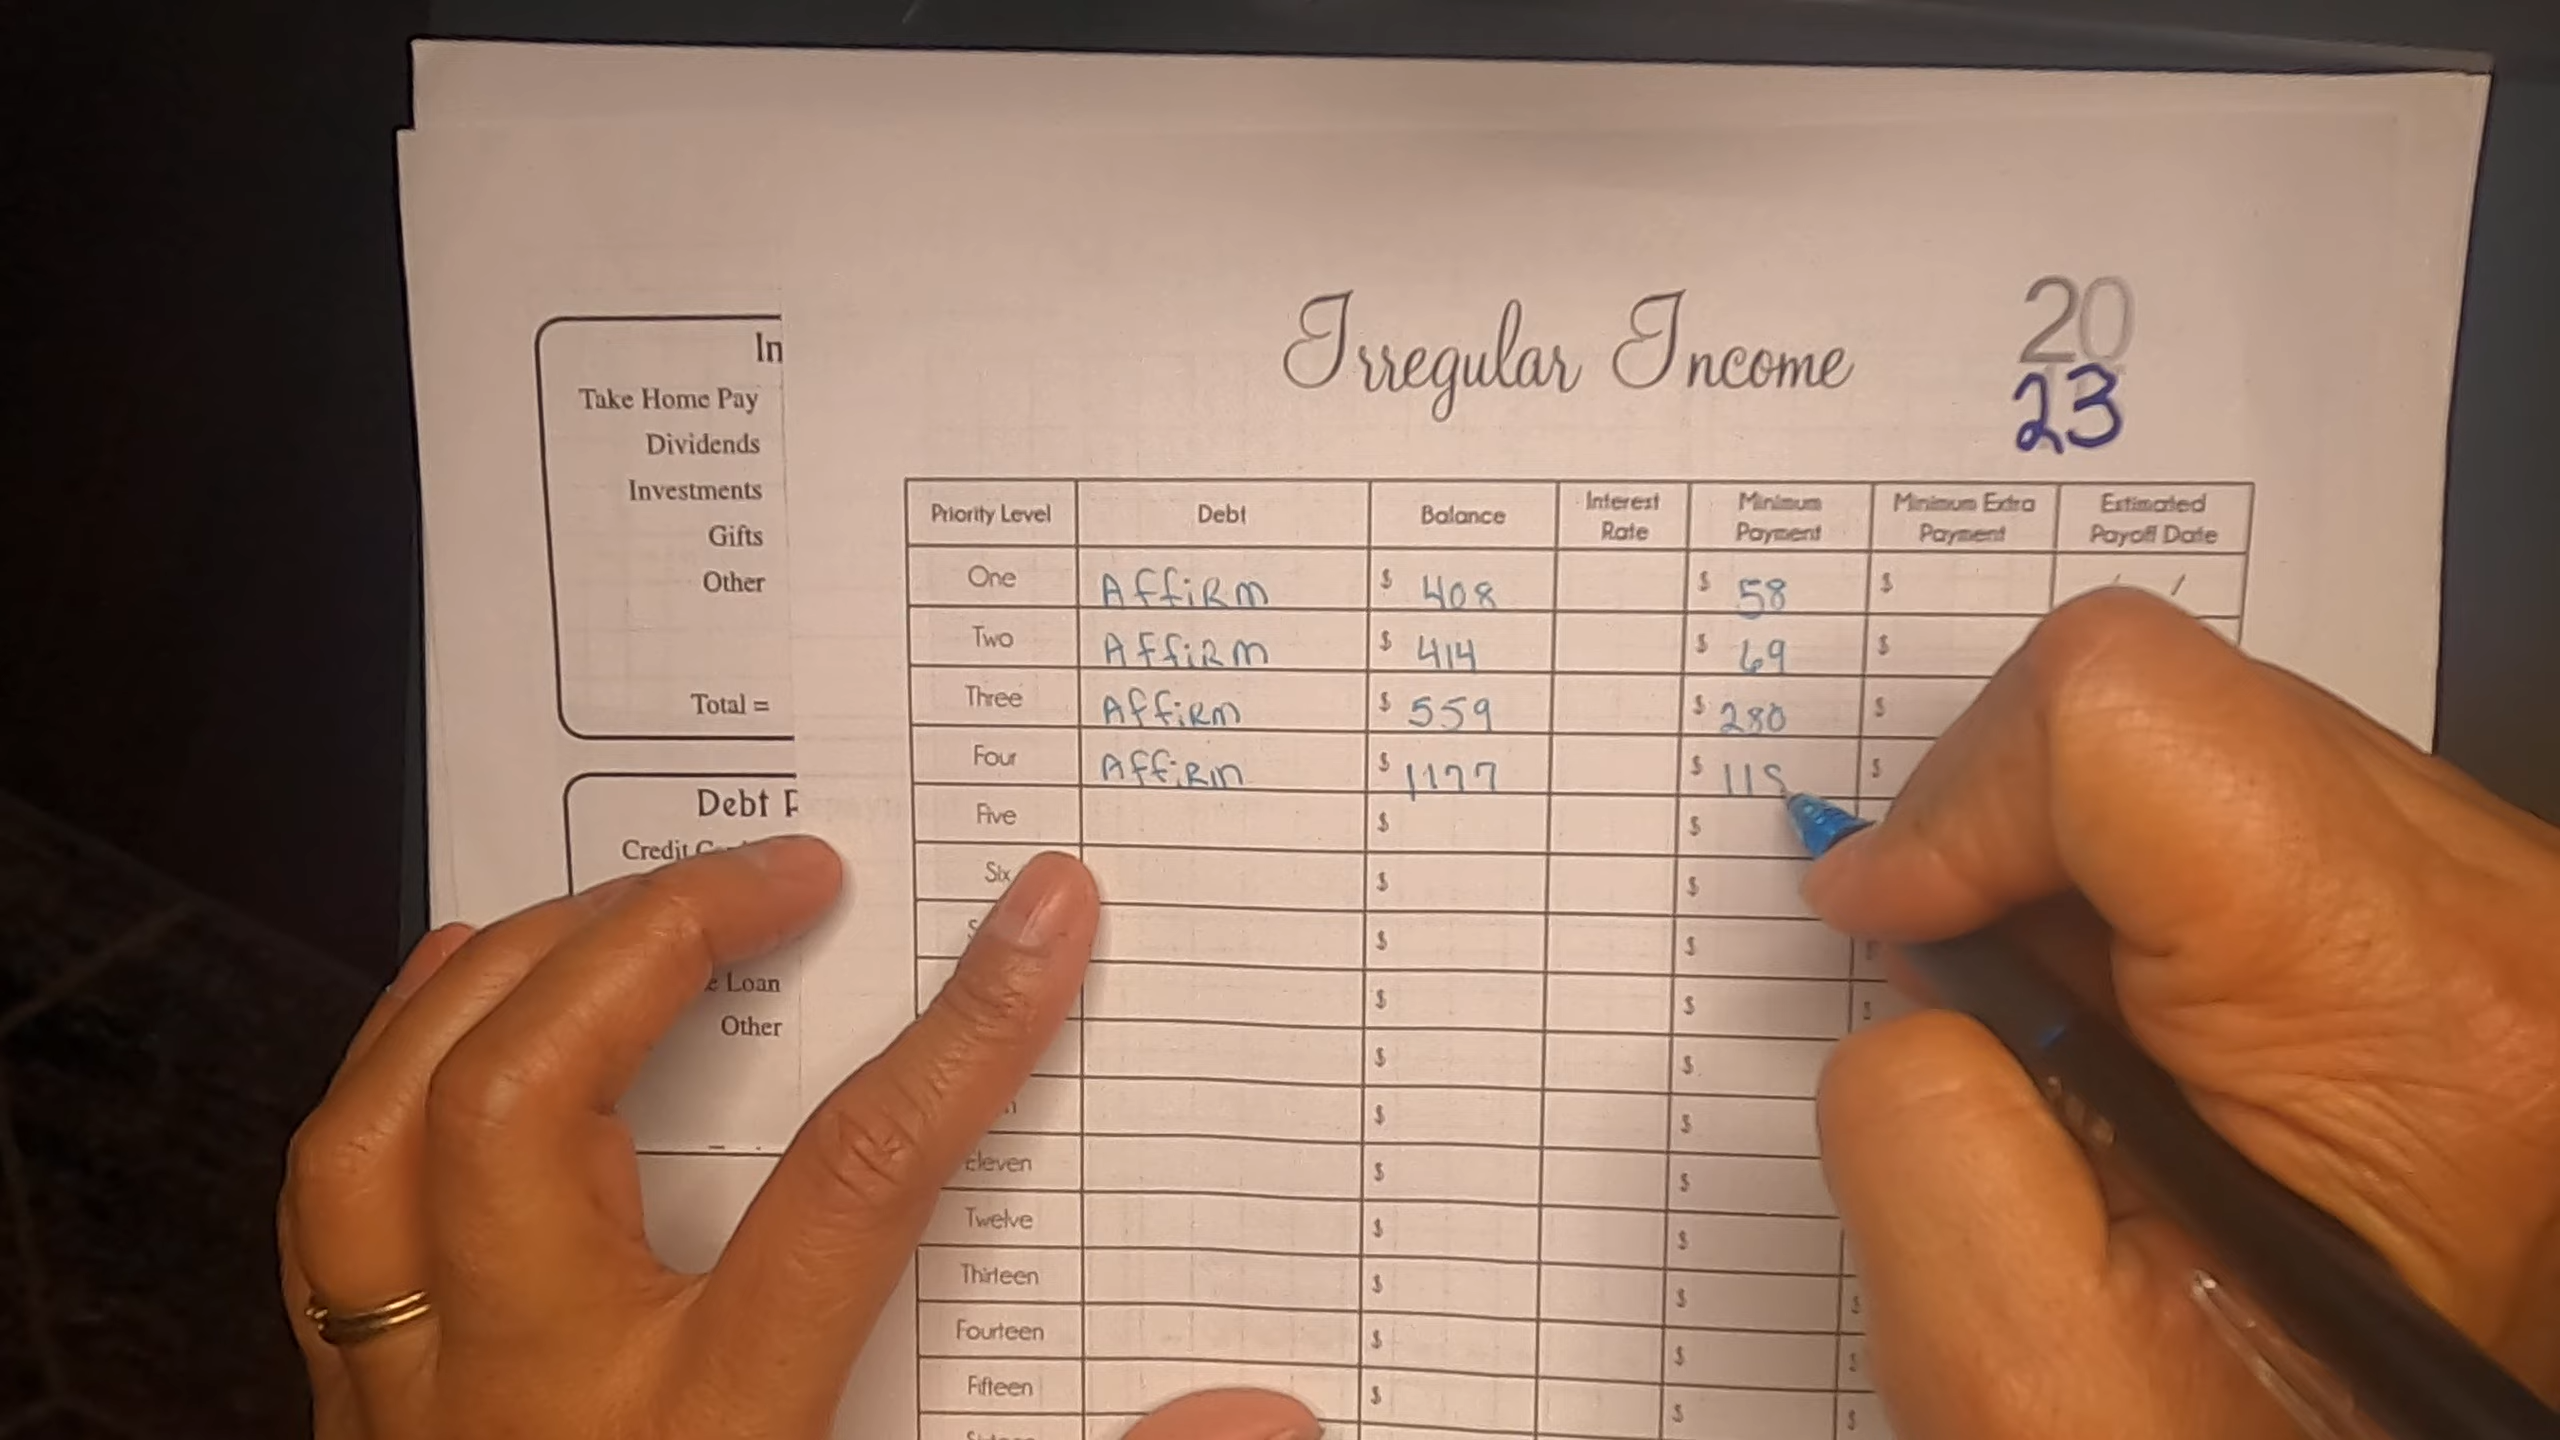 Irregular Income
20
23
In
Take Home Pay
Dividends
Investments
Gifts
Other
Total =
Debt
Credit
Loan
Other
Priority Level Debt Balance Interest Rate Minimum Payment Minimum Extra Payment Estimated Payoff Date
One Affirm $ 408 $ 58 $ /
Two Affirm $ 414 $ 69 $
Three Affirm $ 559 $ 280 $
Four Affirm $ 1177 $ $
Five $ $
Six $ $
$ $ $
$ $ $
$ $
$ $
Eleven $ $
Twelve $ $
Thirteen $ $ $
Fourteen $ $ $
Fifteen $ $ $